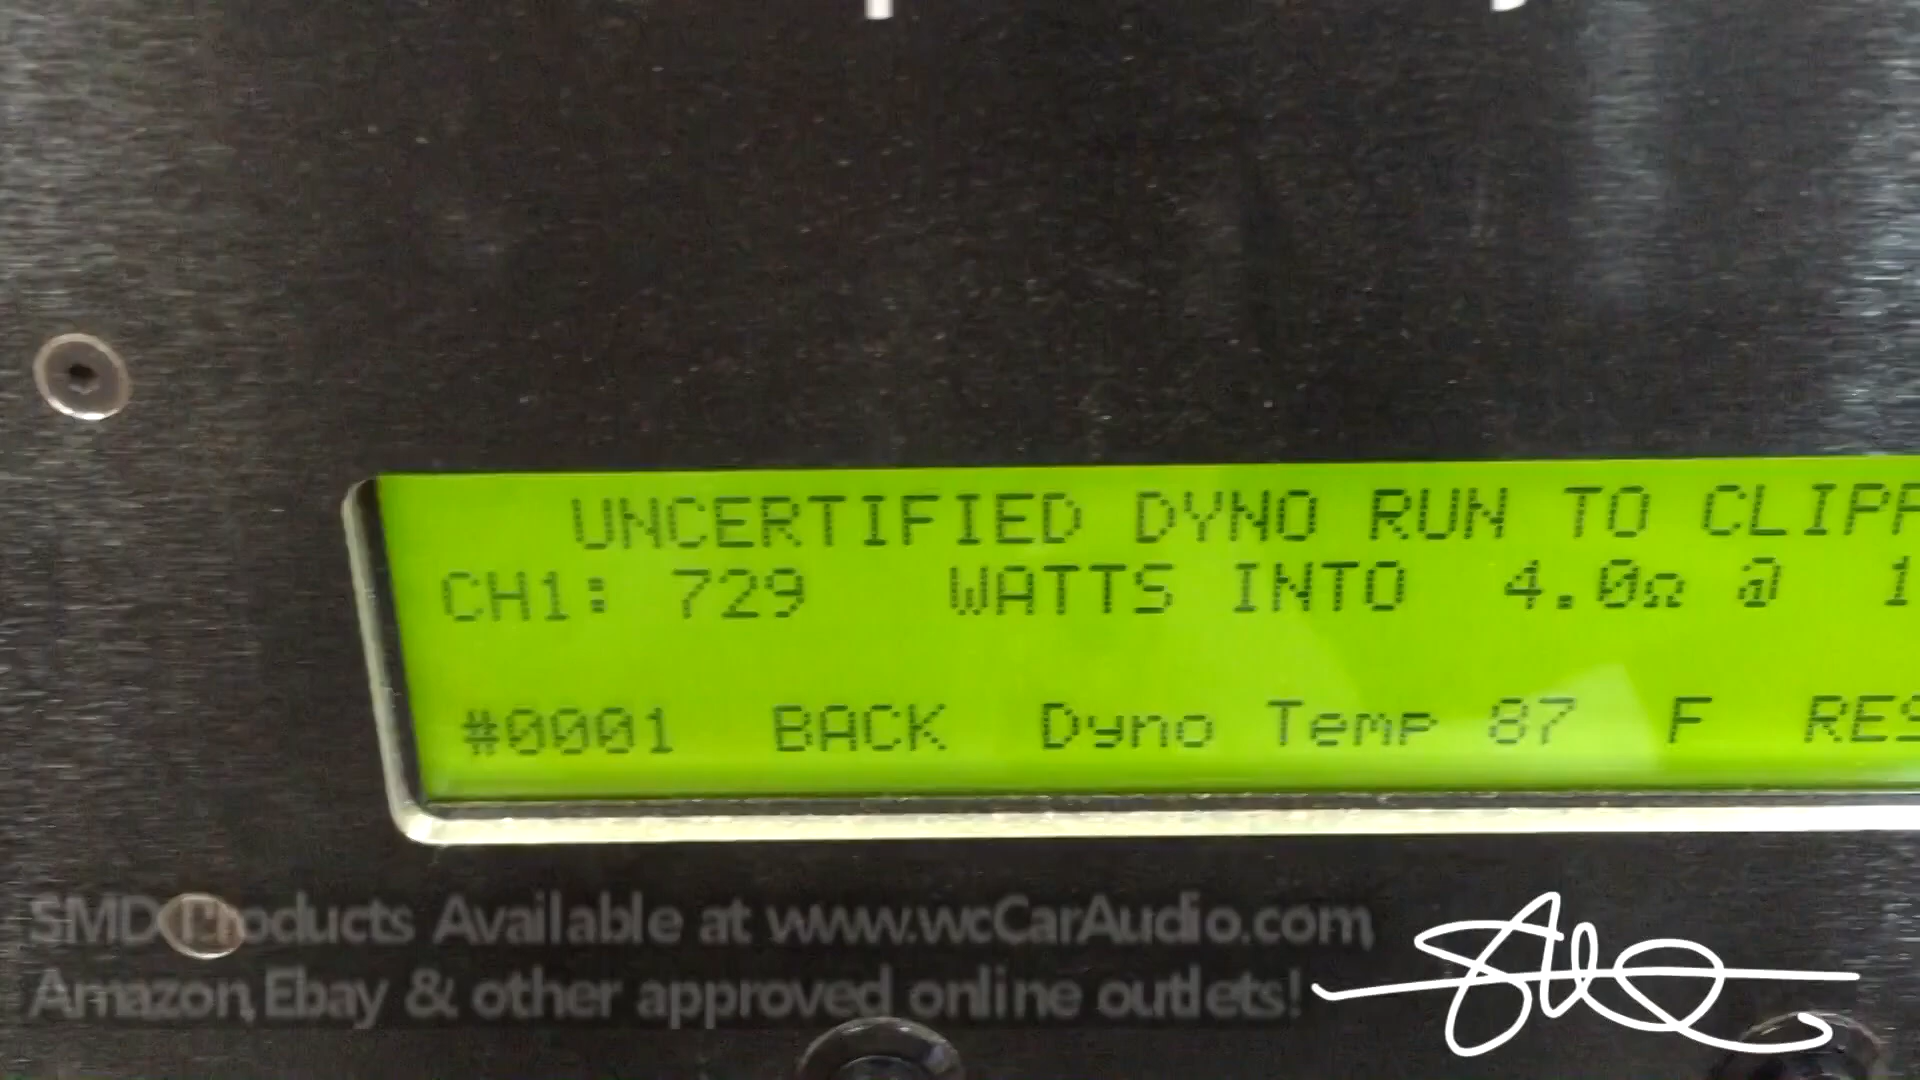 UNCERTIFIED DYNO RUN TO CLIPP
CH1: 729 WATTS INTO 4.0Ω @ 1
#0001 BACK Dyno Temp 87 F RES
SMD Products Available at www.wcCarAudio.com,
Amazon, Ebay & other approved online outlets!